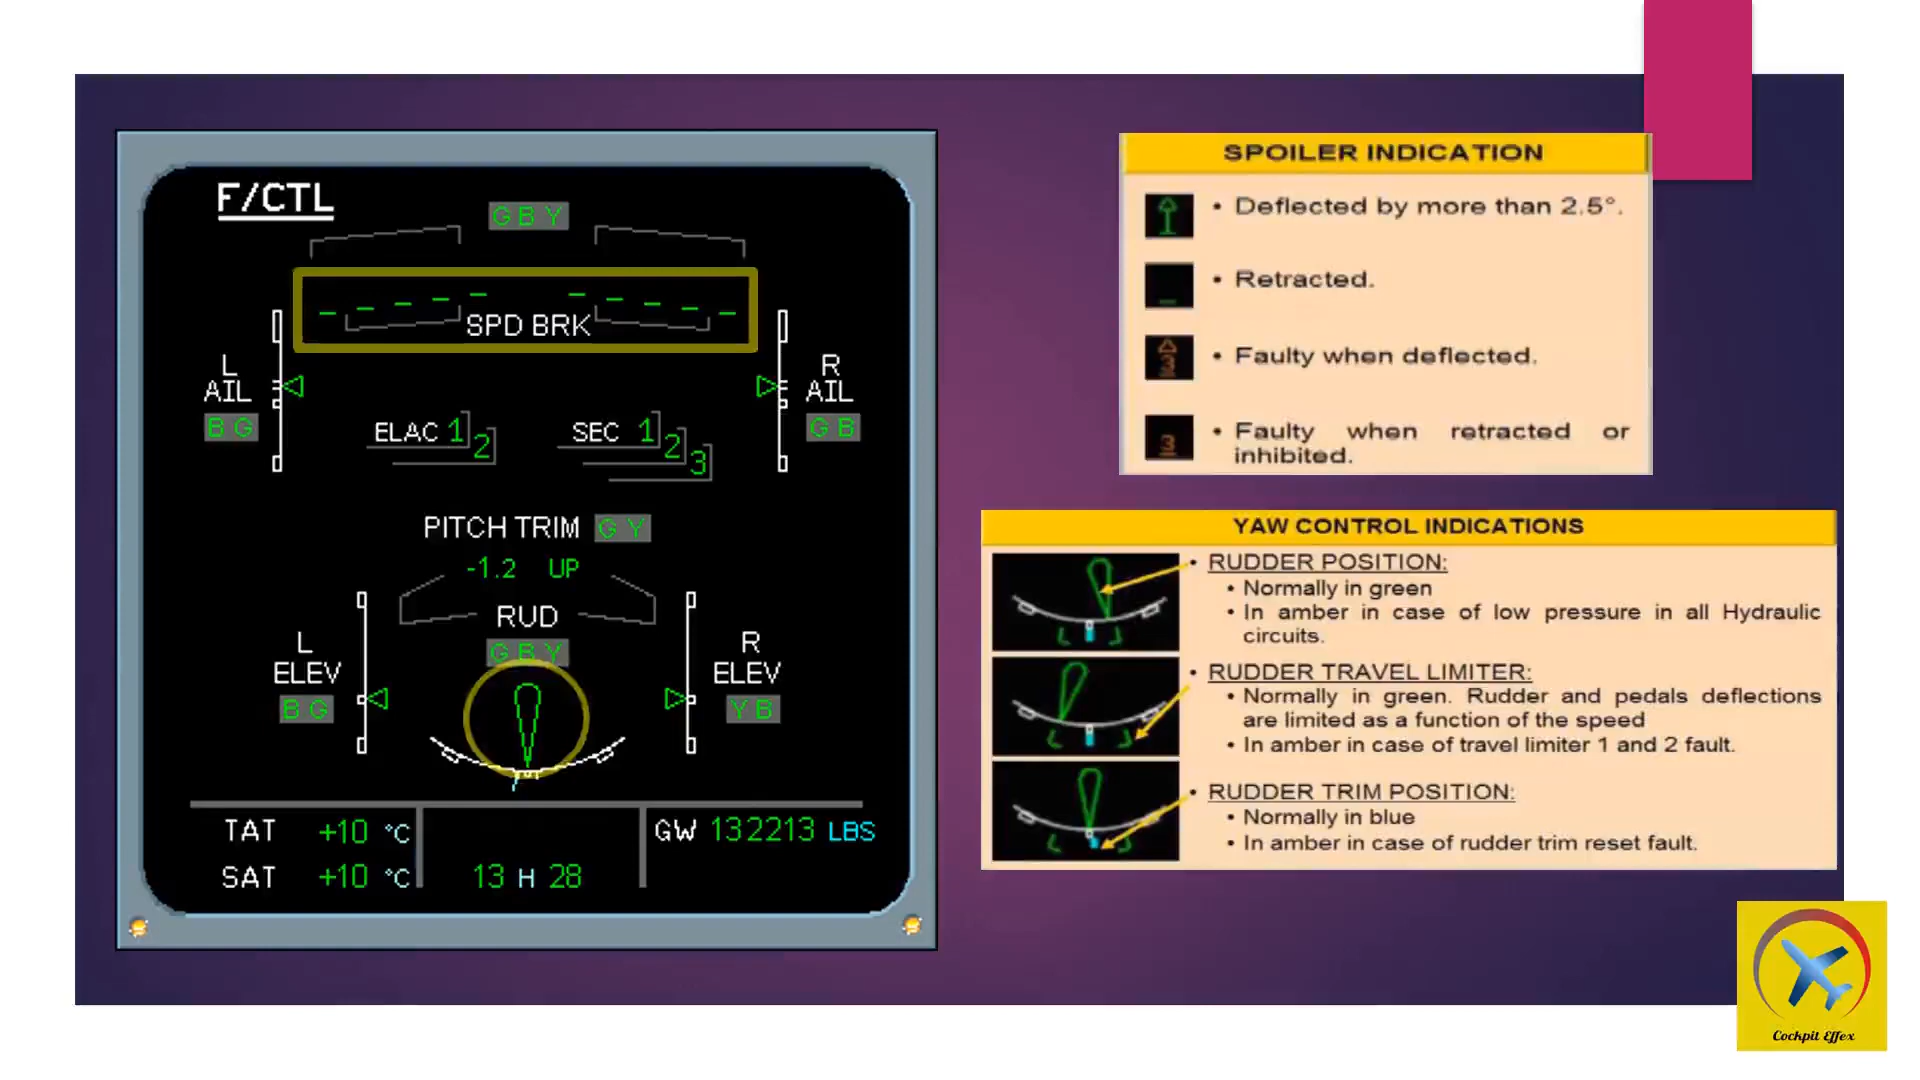 F/CTL
G B Y
SPD BRK
L
AIL
B G
R
AIL
G B
ELAC 1 2
SEC 1 2 3
PITCH TRIM G Y
-1.2 UP
RUD
G B Y
L
ELEV
B G
R
ELEV
Y B
TAT +10 °C
GW 132213 LBS
SAT +10 °C
13 H 28
SPOILER INDICATION
• Deflected by more than 2.5°.
• Retracted.
3
• Faulty when deflected.
3
• Faulty when retracted or
inhibited.
YAW CONTROL INDICATIONS
• RUDDER POSITION:
• Normally in green
• In amber in case of low pressure in all Hydraulic
circuits.
• RUDDER TRAVEL LIMITER:
• Normally in green. Rudder and pedals deflections
are limited as a function of the speed
• In amber in case of travel limiter 1 and 2 fault.
• RUDDER TRIM POSITION:
• Normally in blue
• In amber in case of rudder trim reset fault.
Cockpit Effex